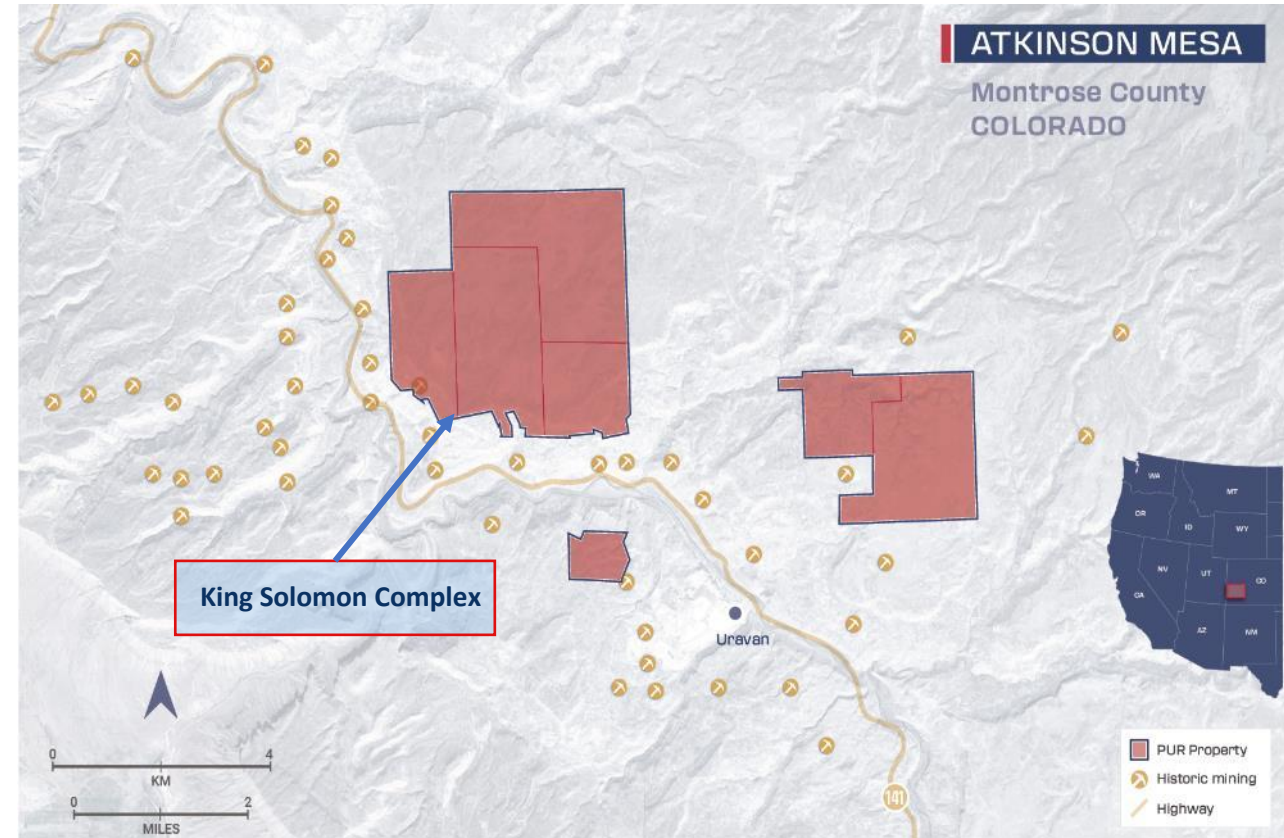 ATKINSON MESA
Montrose County
COLORADO
King Solomon Complex
Uravan
141
WA
MT
OR
ID
WY
NV
UT
CO
CA
AZ
NM
0 4
KM
0 2
MILES
PUR Property
Historic mining
Highway